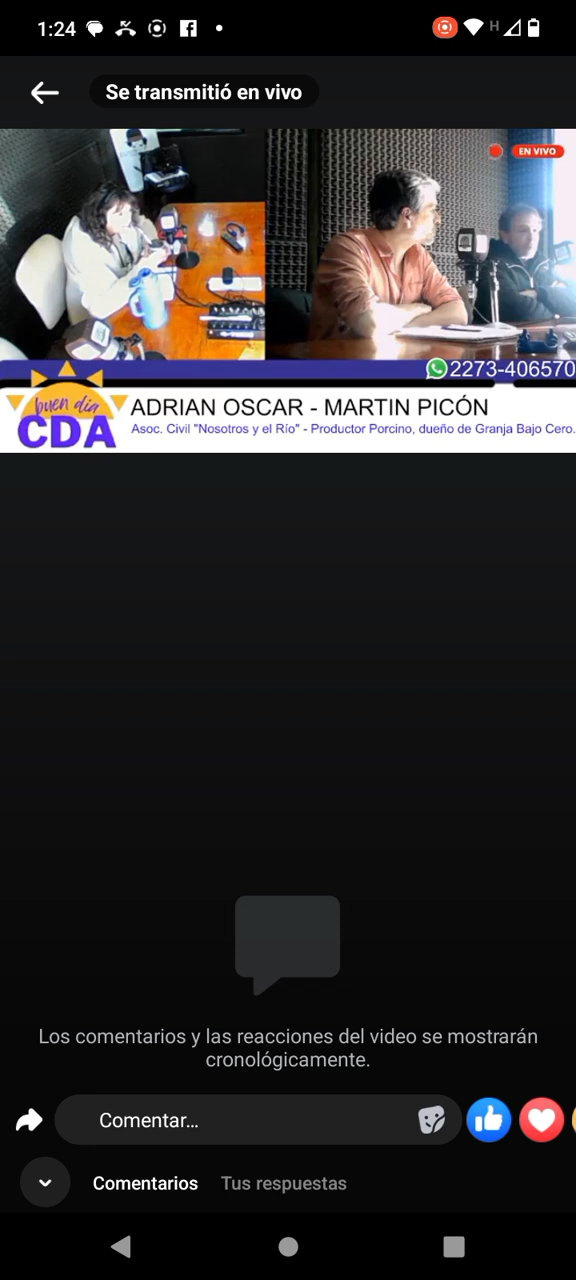 1:24
H
Se transmitió en vivo
EN VIVO
2273-406570
buen día
CDA
ADRIAN OSCAR - MARTIN PICÓN
Asoc. Civil "Nosotros y el Río" - Productor Porcino, dueño de Granja Bajo Cero.
Los comentarios y las reacciones del video se mostrarán
cronológicamente.
Comentar...
Comentarios
Tus respuestas